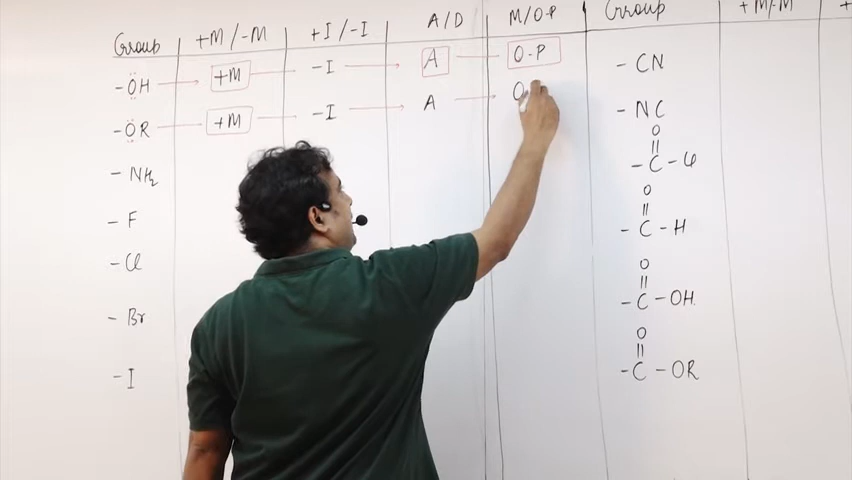 Group +M/-M +I/-I A/D M/O-P Group +M/-M +
-ÖH +M -I A O-P -CN
-ÖR +M -I A O -NC
-NH2 O
-C-Cl
-F O
-C-H
-Cl O
-C-OH
-Br O
-I -C-OR